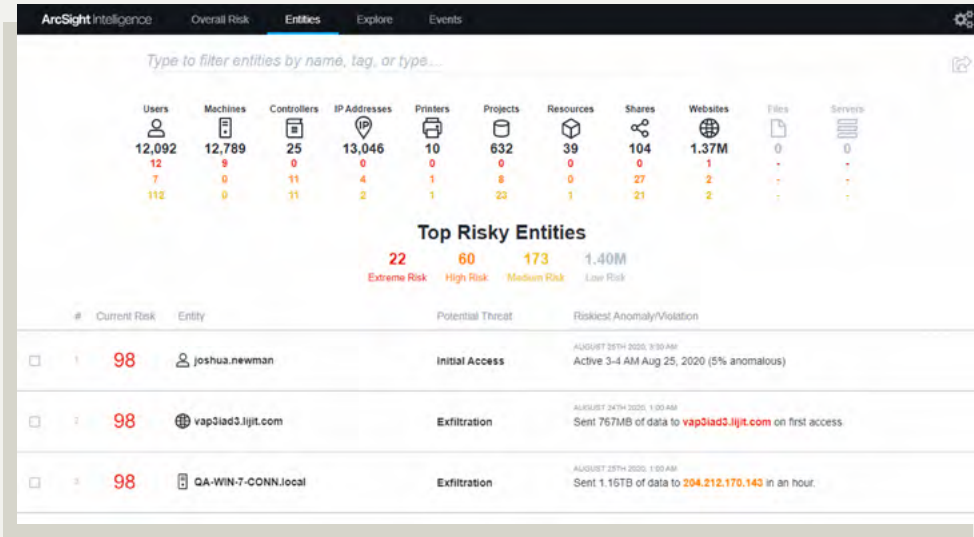 ArcSight Intelligence Overall Risk Entities Explore Events
Type to filter entities by name, tag, or type...
Users Machines Controllers IP Addresses Printers Projects Resources Shares Websites Files Servers
IP
12,092 12,789 25 13,046 10 632 39 104 1.37M 0 0
12 9 0 0 0 0 0 0 1 - -
7 0 11 4 1 8 0 27 2 - -
112 0 11 2 1 23 1 21 2 - -
Top Risky Entities
22 60 173 1.40M
Extreme Risk High Risk Medium Risk Low Risk
# Current Risk Entity Potential Threat Riskiest Anomaly/Violation
AUGUST 25TH 2020, 3:30 AM
1 98 joshua.newman Initial Access Active 3-4 AM Aug 25, 2020 (5% anomalous)
AUGUST 24TH 2020, 1:00 AM
2 98 vap3iad3.lijit.com Exfiltration Sent 767MB of data to vap3iad3.lijit.com on first access
AUGUST 25TH 2020, 1:00 AM
3 98 QA-WIN-7-CONN.local Exfiltration Sent 1.16TB of data to 204.212.170.143 in an hour.